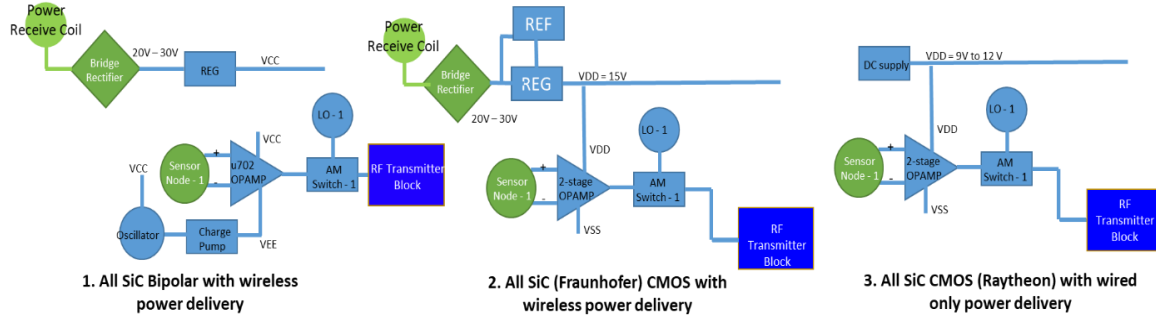 Power
Receive Coil
Bridge
Rectifier
20V – 30V
REG
VCC
LO - 1
VCC
Sensor
Node - 1
+
-
u702
OPAMP
AM
Switch - 1
RF Transmitter
Block
VCC
Oscillator
Charge
Pump
VEE
1. All SiC Bipolar with wireless
power delivery
Power
Receive Coil
Bridge
Rectifier
20V – 30V
REF
REG
VDD = 15V
LO - 1
VDD
Sensor
Node - 1
+
-
2-stage
OPAMP
AM
Switch - 1
VSS
RF
Transmitter
Block
2. All SiC (Fraunhofer) CMOS with
wireless power delivery
DC supply
VDD = 9V to 12 V
LO - 1
VDD
Sensor
Node - 1
+
-
2-stage
OPAMP
AM
Switch - 1
VSS
RF
Transmitter
Block
3. All SiC CMOS (Raytheon) with wired
only power delivery